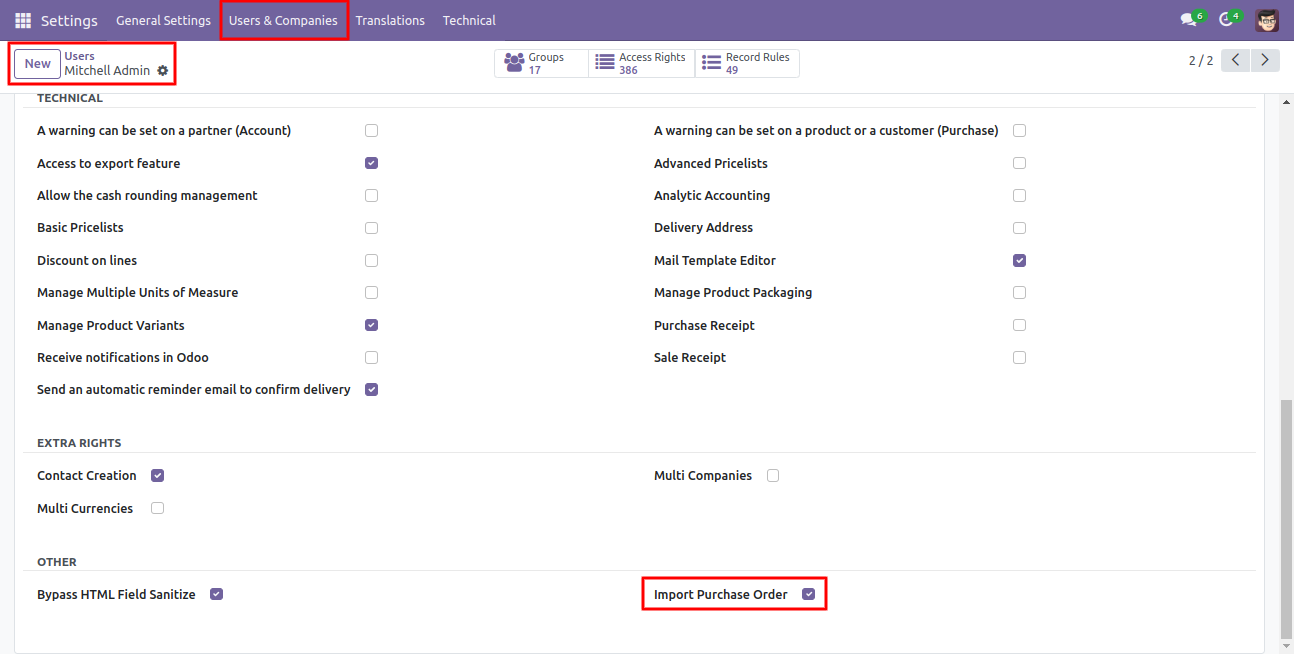 Settings General Settings Users & Companies Translations Technical 6 4
New Users Groups Access Rights Record Rules
Mitchell Admin 17 386 49 2 / 2
TECHNICAL
A warning can be set on a partner (Account) A warning can be set on a product or a customer (Purchase)
Access to export feature Advanced Pricelists
Allow the cash rounding management Analytic Accounting
Basic Pricelists Delivery Address
Discount on lines Mail Template Editor
Manage Multiple Units of Measure Manage Product Packaging
Manage Product Variants Purchase Receipt
Receive notifications in Odoo Sale Receipt
Send an automatic reminder email to confirm delivery
EXTRA RIGHTS
Contact Creation Multi Companies
Multi Currencies
OTHER
Bypass HTML Field Sanitize Import Purchase Order